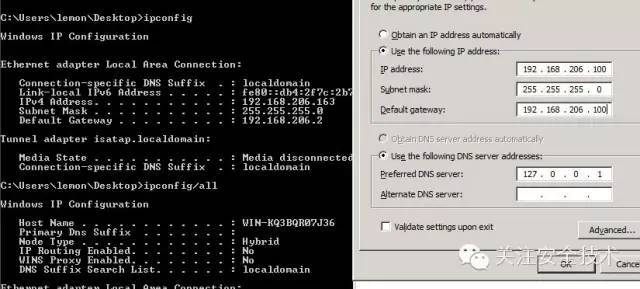 C:\Users\lemon\Desktop>ipconfig
Windows IP Configuration
Ethernet adapter Local Area Connection:
Connection-specific DNS Suffix . : localdomain
Link-local IPv6 Address . . . . . : fe80::db4:2f7c:2b7
IPv4 Address. . . . . . . . . . . : 192.168.206.163
Subnet Mask . . . . . . . . . . . : 255.255.255.0
Default Gateway . . . . . . . . . : 192.168.206.2
Tunnel adapter isatap.localdomain:
Media State . . . . . . . . . . . : Media disconnected
Connection-specific DNS Suffix . : localdomain
C:\Users\lemon\Desktop>ipconfig/all
Windows IP Configuration
Host Name . . . . . . . . . . . . : WIN-KQ3BQR07J36
Primary Dns Suffix . . . . . . . :
Node Type . . . . . . . . . . . . : Hybrid
IP Routing Enabled. . . . . . . . : No
WINS Proxy Enabled. . . . . . . . : No
DNS Suffix Search List. . . . . . : localdomain
Ethernet adapter Local Area Connection:
for the appropriate IP settings.
Obtain an IP address automatically
Use the following IP address:
IP address: 192 . 168 . 206 . 100
Subnet mask: 255 . 255 . 255 . 0
Default gateway: 192 . 168 . 206 . 100
Obtain DNS server address automatically
Use the following DNS server addresses:
Preferred DNS server: 127 . 0 . 0 . 1
Alternate DNS server: . . .
Validate settings upon exit
Advanced...
关注安全技术
OK
Cance